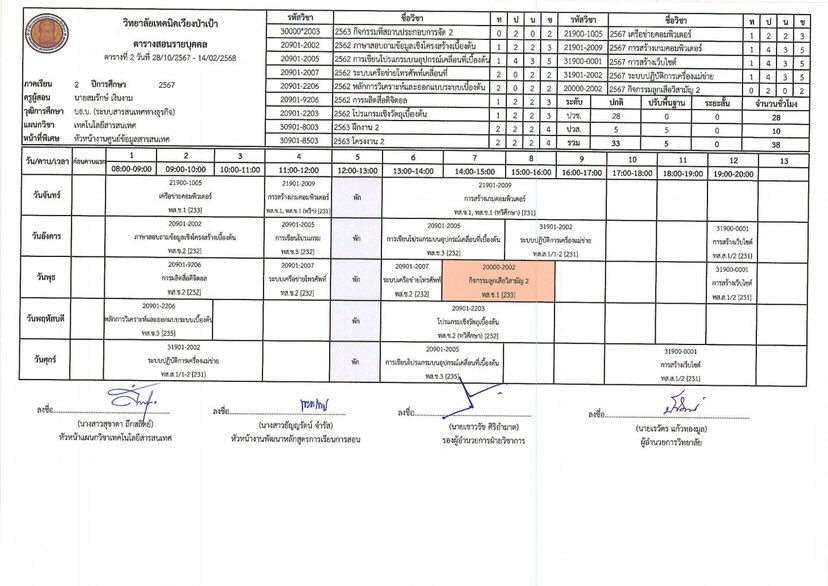 วิทยาลัยเทคนิคเวียงป่าเป้า
ตารางสอนรายบุคคล
ตารางที่ 2 วันที่ 28/10/2567 - 14/02/2568
ภาคเรียน 2 ปีการศึกษา 2567
ครูผู้สอน นายสมรักษ์ เงินงาม
วุฒิการศึกษา บธ.บ. (ระบบสารสนเทศทางธุรกิจ)
แผนกวิชา เทคโนโลยีสารสนเทศ
หน้าที่พิเศษ หัวหน้างานศูนย์ข้อมูลสารสนเทศ
รหัสวิชา ชื่อวิชา ท ป น ช
30000*2003 2563 กิจกรรมที่สถานประกอบการจัด 2 0 2 0 2
20901-2002 2562 ภาษาสอบถามข้อมูลเชิงโครงสร้างเบื้องต้น 1 2 2 3
20901-2005 2562 การเขียนโปรแกรมบนอุปกรณ์เคลื่อนที่เบื้องต้น 1 4 3 5
20901-2007 2562 ระบบเครือข่ายโทรศัพท์เคลื่อนที่ 2 0 2 2
20901-2206 2562 หลักการวิเคราะห์และออกแบบระบบเบื้องต้น 2 0 2 2
20901-9206 2562 การผลิตสื่อดิจิตอล 1 2 2 3
20901-2203 2562 โปรแกรมเชิงวัตถุเบื้องต้น 1 2 2 3
30901-8003 2563 ฝึกงาน 2
30901-8503 2563 โครงงาน 2
รหัสวิชา ชื่อวิชา ท ป น ช
21900-1005 2567 เครือข่ายคอมพิวเตอร์ 1 2 2 3
21901-2009 2567 การสร้างเกมคอมพิวเตอร์ 1 4 3 5
31900-0001 2567 การสร้างเว็บไซต์ 1 4 3 5
31901-2002 2567 ระบบปฏิบัติการเครื่องแม่ข่าย 1 4 3 5
20000-2002 2567 กิจกรรมลูกเสือวิสามัญ 2 0 2 0 2
ระดับ ปกติ ปรับพื้นฐาน ระยะสั้น จำนวนชั่วโมง
ปวช. 28 0 0 28
ปวส. 5 5 0 10
รวม 33 5 0 38
วัน/คาบ/เวลา ก่อนคาบแรก 1 2 3 4 5 6 7 8 9 10 11 12 13
08:00-09:00 09:00-10:00 10:00-11:00 11:00-12:00 12:00-13:00 13:00-14:00 14:00-15:00 15:00-16:00 16:00-17:00 17:00-18:00 18:00-19:00 19:00-20:00
21900-1005 21901-2009 21901-2009
วันจันทร์ เครือข่ายคอมพิวเตอร์ การสร้างเกมคอมพิวเตอร์ พัก การสร้างเกมคอมพิวเตอร์
ทส.ช.1 [233] ทส.ช.1, ทส.ช.1 (ทวิฯ) [231] ทส.ช.1, ทส.ช.1 (ทวิศึกษา) [231]
20901-2002 20901-2005 20901-2005 31901-2002 31900-0001
วันอังคาร ภาษาสอบถามข้อมูลเชิงโครงสร้างเบื้องต้น การเขียนโปรแกรม พัก การเขียนโปรแกรมบนอุปกรณ์เคลื่อนที่เบื้องต้น ระบบปฏิบัติการเครื่องแม่ข่าย การสร้างเว็บไซต์
ทส.ช.2 [232] ทส.ช.3 [232] ทส.ช.3 [232] ทส.ส.1/1-2 [231] ทส.ส.1/2 [231]
20901-9206 20901-2007 20901-2007 20000-2002 31900-0001
วันพุธ การผลิตสื่อดิจิตอล ระบบเครือข่ายโทรศัพท์ พัก ระบบเครือข่ายโทรศัพท์ กิจกรรมลูกเสือวิสามัญ 2 การสร้างเว็บไซต์
ทส.ช.2 [232] ทส.ช.2 [232] ทส.ช.2 [232] ทส.ช.1 [233] ทส.ส.1/2 [231]
20901-2206 20901-2203
วันพฤหัสบดี หลักการวิเคราะห์และออกแบบระบบเบื้องต้น พัก โปรแกรมเชิงวัตถุเบื้องต้น
ทส.ช.3 [235] ทส.ช.2 (ทวิศึกษา) [232]
31901-2002 20901-2005 31900-0001
วันศุกร์ ระบบปฏิบัติการเครื่องแม่ข่าย พัก การเขียนโปรแกรมบนอุปกรณ์เคลื่อนที่เบื้องต้น การสร้างเว็บไซต์
ทส.ส.1/1-2 [231] ทส.ช.3 [235] ทส.ส.1/2 [231]
ลงชื่อ ลงชื่อ ลงชื่อ ลงชื่อ
(นางสาวสุชาดา ถึกสถิตย์) (นางสาวธัญญรัตน์ จำรัส) (นายเชาวรัช ศิริอำมาต) (นายเรวัตร แก้วทองมูล)
หัวหน้าแผนกวิชาเทคโนโลยีสารสนเทศ หัวหน้างานพัฒนาหลักสูตรการเรียนการสอน รองผู้อำนวยการฝ่ายวิชาการ ผู้อำนวยการวิทยาลัย